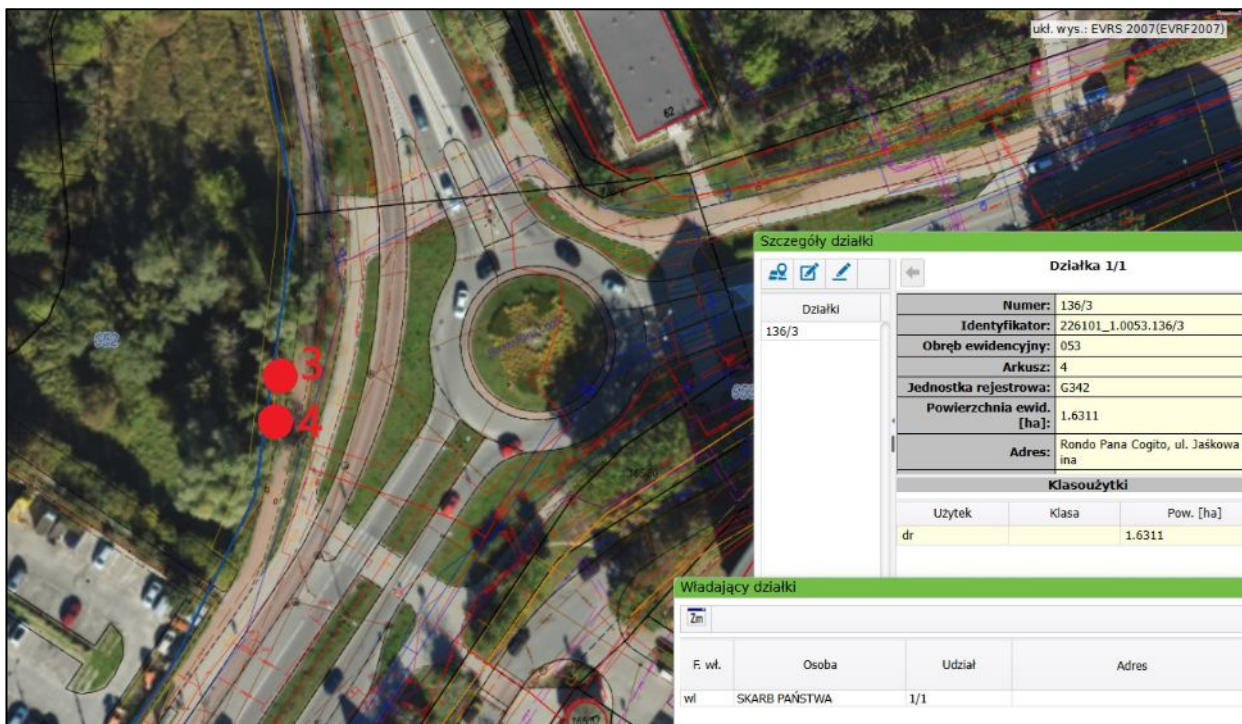 ukł. wys.: EVRS 2007(EVRF2007)
62
3
4
Szczegóły działki
Działka 1/1
Działki
136/3
Numer: 136/3
Identyfikator: 226101_1.0053.136/3
Obręb ewidencyjny: 053
Arkusz: 4
Jednostka rejestrowa: G342
Powierzchnia ewid.
[ha]: 1.6311
Adres: Rondo Pana Cogito, ul. Jaśkowa
ina
Klasoużytki
Użytek Klasa Pow. [ha]
dr 1.6311
Władający działki
Zm
F. wł. Osoba Udział Adres
wl SKARB PAŃSTWA 1/1